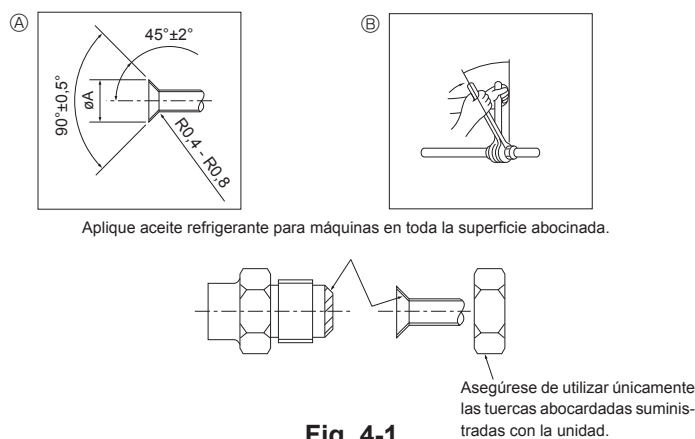 Ⓐ
45°±2°
90°±0,5°
øA
R0,4 - R0,8
Ⓑ
Aplique aceite refrigerante para máquinas en toda la superficie abocinada.
Asegúrese de utilizar únicamente
las tuercas abocardadas suminis-
tradas con la unidad.
Fig. 4-1